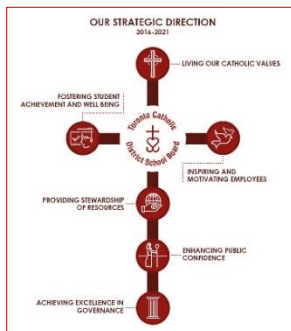 OUR STRATEGIC DIRECTION
2016-2021
LIVING OUR CATHOLIC VALUES
FOSTERING STUDENT
ACHIEVEMENT AND WELL BEING
Toronto Catholic
District School Board
INSPIRING AND
MOTIVATING EMPLOYEES
PROVIDING STEWARDSHIP
OF RESOURCES
ENHANCING PUBLIC
CONFIDENCE
ACHIEVING EXCELLENCE IN
GOVERNANCE